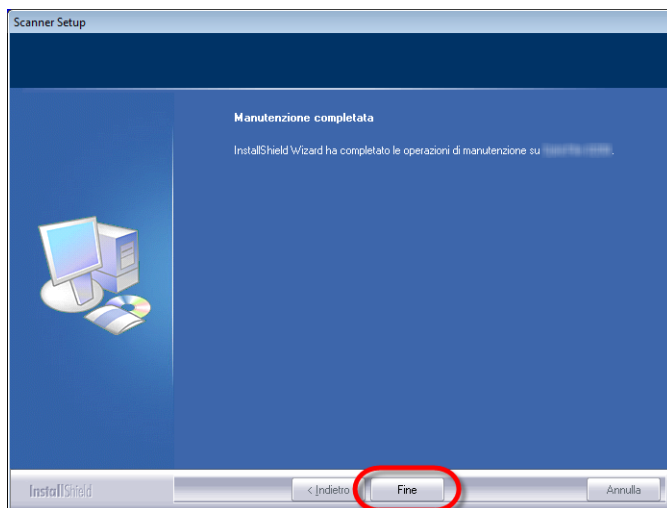 Scanner Setup
Manutenzione completata
InstallShield Wizard ha completato le operazioni di manutenzione su .
InstallShield
< Indietro
Fine
Annulla